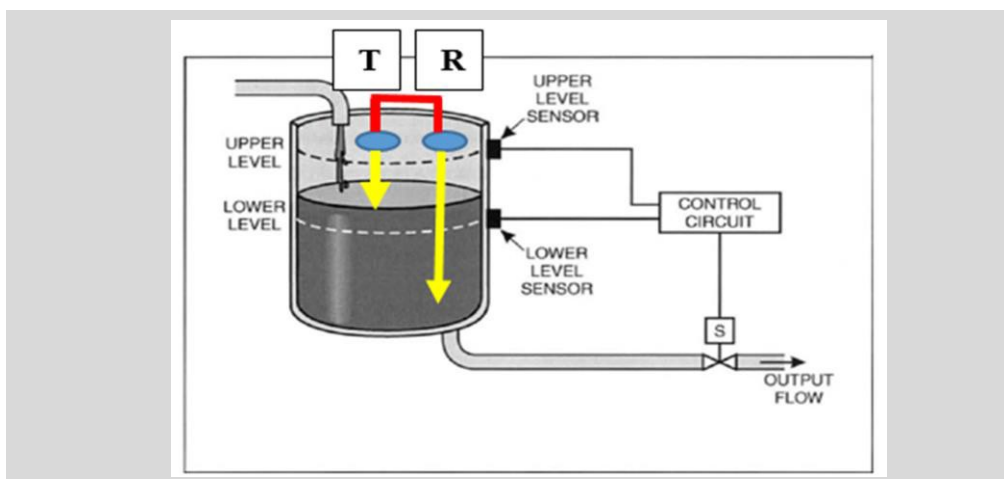 T
R
UPPER
LEVEL
SENSOR
UPPER
LEVEL
LOWER
LEVEL
CONTROL
CIRCUIT
LOWER
LEVEL
SENSOR
S
OUTPUT
FLOW